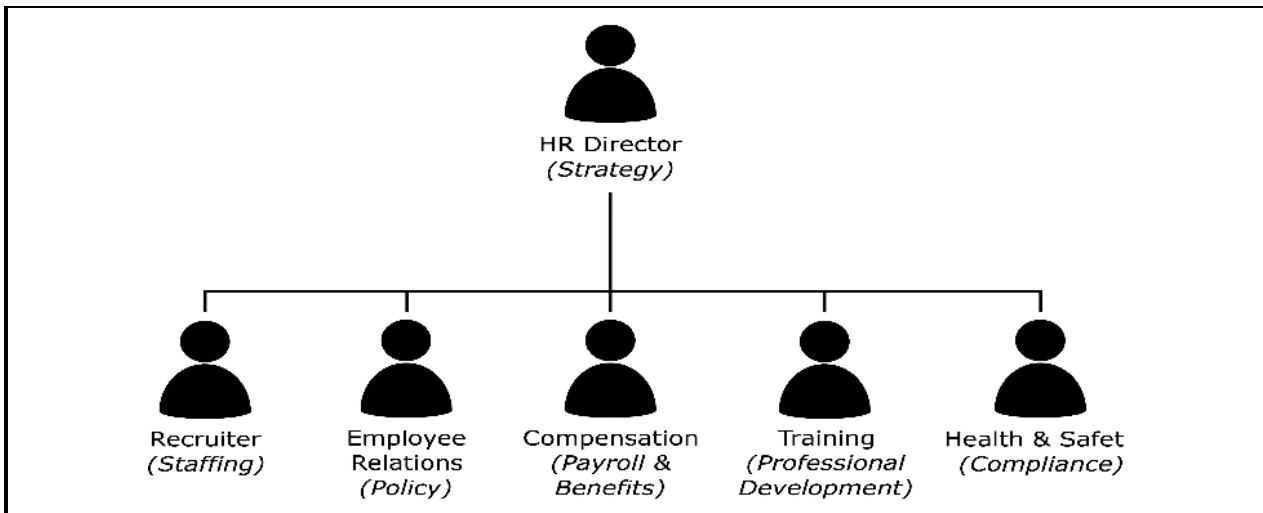 HR Director
(Strategy)
Recruiter
(Staffing)
Employee
Relations
(Policy)
Compensation
(Payroll &
Benefits)
Training
(Professional
Development)
Health & Safet
(Compliance)